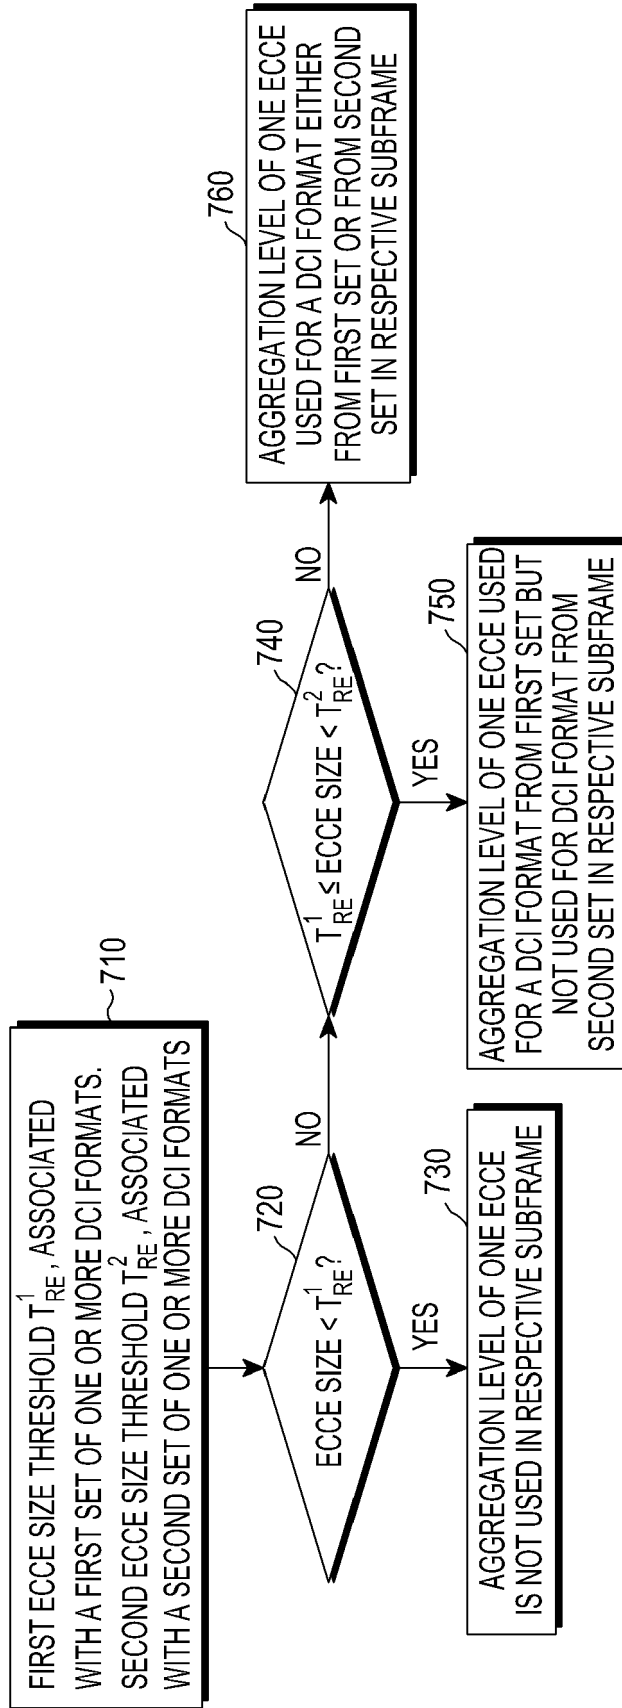 710
FIRST ECCE SIZE THRESHOLD T¹_RE, ASSOCIATED
WITH A FIRST SET OF ONE OR MORE DCI FORMATS.
SECOND ECCE SIZE THRESHOLD T²_RE, ASSOCIATED
WITH A SECOND SET OF ONE OR MORE DCI FORMATS
720
ECCE SIZE < T¹_RE?
NO
YES
730
AGGREGATION LEVEL OF ONE ECCE
IS NOT USED IN RESPECTIVE SUBFRAME
740
T¹_RE ≤ ECCE SIZE < T²_RE?
NO
YES
750
AGGREGATION LEVEL OF ONE ECCE USED
FOR A DCI FORMAT FROM FIRST SET BUT
NOT USED FOR DCI FORMAT FROM
SECOND SET IN RESPECTIVE SUBFRAME
760
AGGREGATION LEVEL OF ONE ECCE
USED FOR A DCI FORMAT EITHER
FROM FIRST SET OR FROM SECOND
SET IN RESPECTIVE SUBFRAME